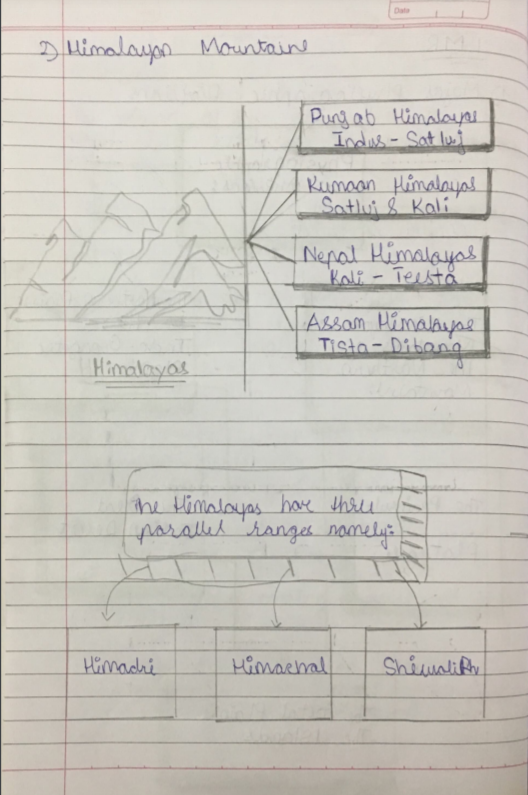 Date
2) Himalayan Mountains
Punjab Himalayas
Indus - Satluj
Kumaan Himalayas
Satluj & Kali
Nepal Himalayas
Kali - Teesta
Assam Himalayas
Tista - Dibang
Himalayas
The Himalayas have three
parallel ranges namely:-
Himadri
Himachal
Shiwalik